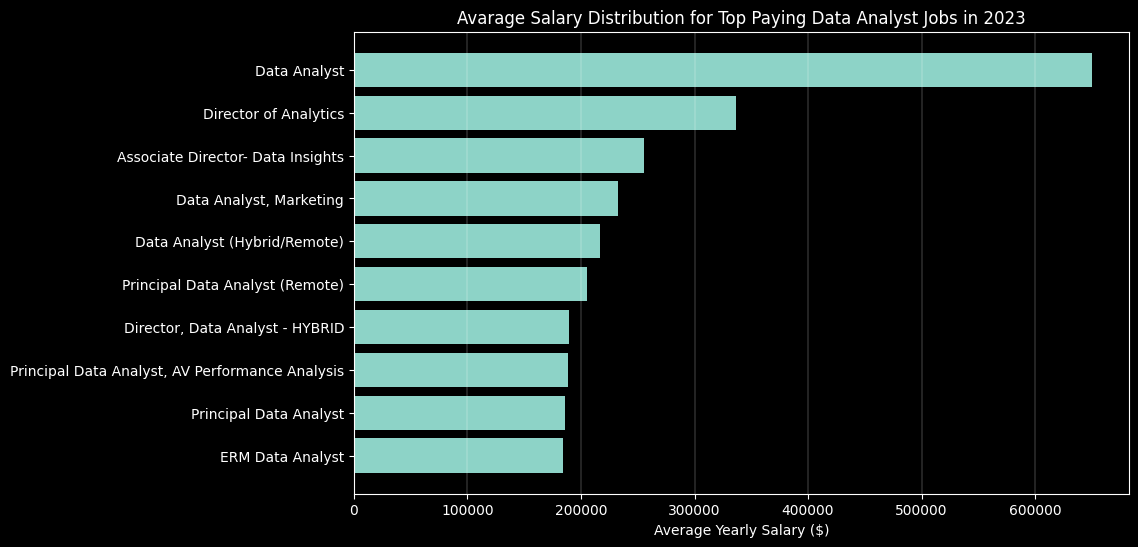 Avarage Salary Distribution for Top Paying Data Analyst Jobs in 2023
Data Analyst
Director of Analytics
Associate Director- Data Insights
Data Analyst, Marketing
Data Analyst (Hybrid/Remote)
Principal Data Analyst (Remote)
Director, Data Analyst - HYBRID
Principal Data Analyst, AV Performance Analysis
Principal Data Analyst
ERM Data Analyst
0 100000 200000 300000 400000 500000 600000
Average Yearly Salary ($)